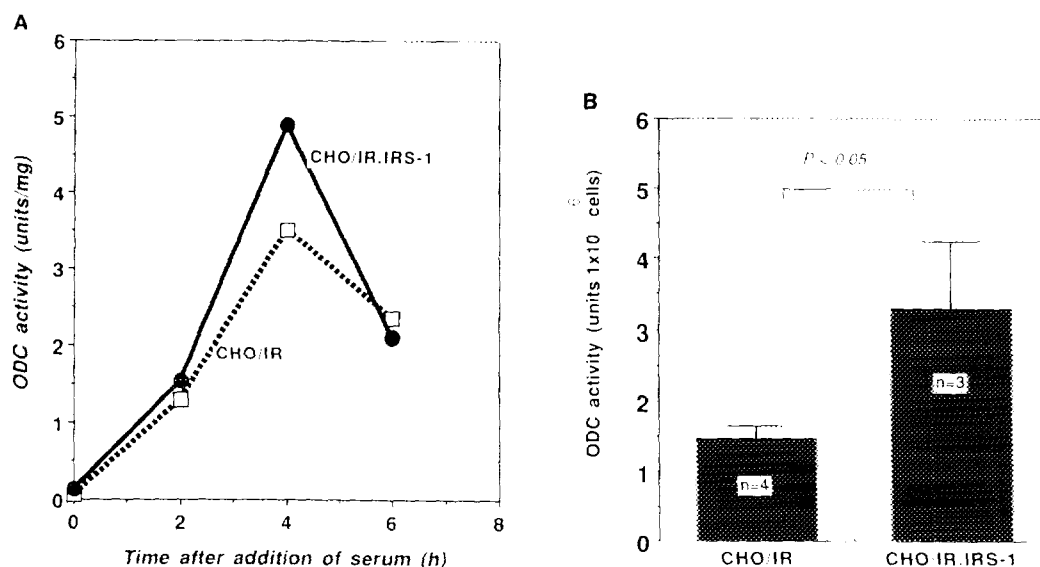 A
6
5
4
3
2
1
0
0 2 4 6 8
ODC activity (units/mg)
Time after addition of serum (h)
CHO/IR.IRS-1
CHO/IR
B
6
5
4
3
2
1
0
ODC activity (units 1x10 6 cells)
P < 0.05
n=4
n=3
CHO/IR
CHO IR.IRS-1